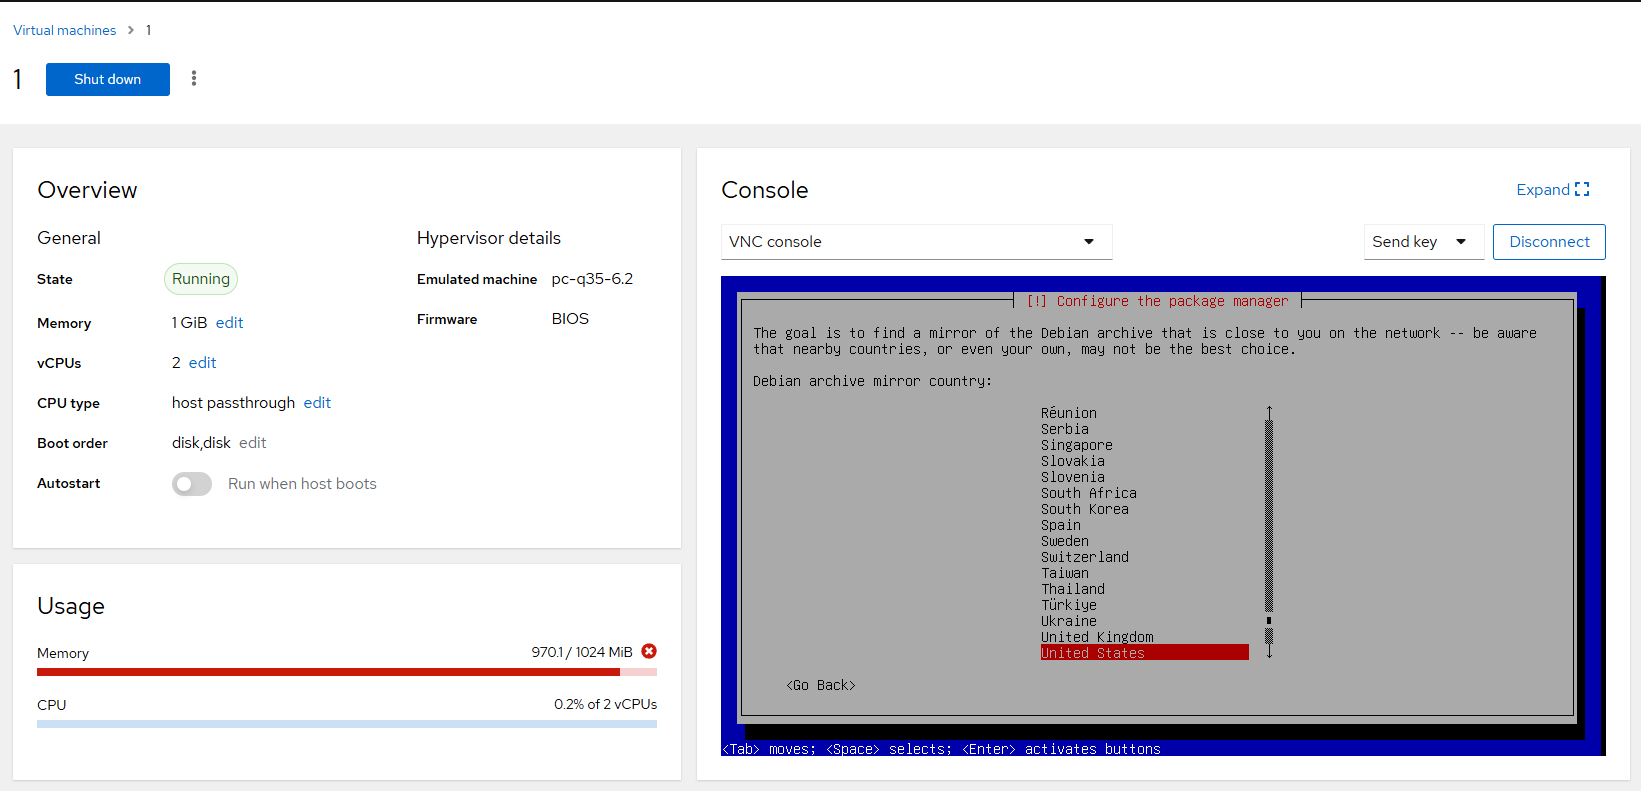 Virtual machines > 1
1 Shut down
Overview
General
State Running
Memory 1 GiB edit
vCPUs 2 edit
CPU type host passthrough edit
Boot order disk,disk edit
Autostart Run when host boots
Hypervisor details
Emulated machine pc-q35-6.2
Firmware BIOS
Usage
Memory 970.1 / 1024 MiB
CPU 0.2% of 2 vCPUs
Console Expand
VNC console Send key Disconnect
[!] Configure the package manager
The goal is to find a mirror of the Debian archive that is close to you on the network -- be aware
that nearby countries, or even your own, may not be the best choice.
Debian archive mirror country:
Réunion
Serbia
Singapore
Slovakia
Slovenia
South Africa
South Korea
Spain
Sweden
Switzerland
Taiwan
Thailand
Türkiye
Ukraine
United Kingdom
United States
<Go Back>
<Tab> moves; <Space> selects; <Enter> activates buttons